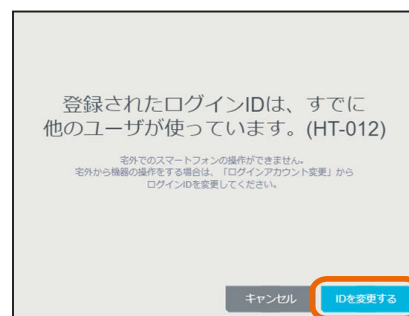 登録されたログインIDは、すでに
他のユーザが使っています。(HT-012)
宅外でのスマートフォンの操作ができません。
宅外から機器の操作をする場合は、「ログインアカウント変更」から
ログインIDを変更してください。
キャンセル
IDを変更する